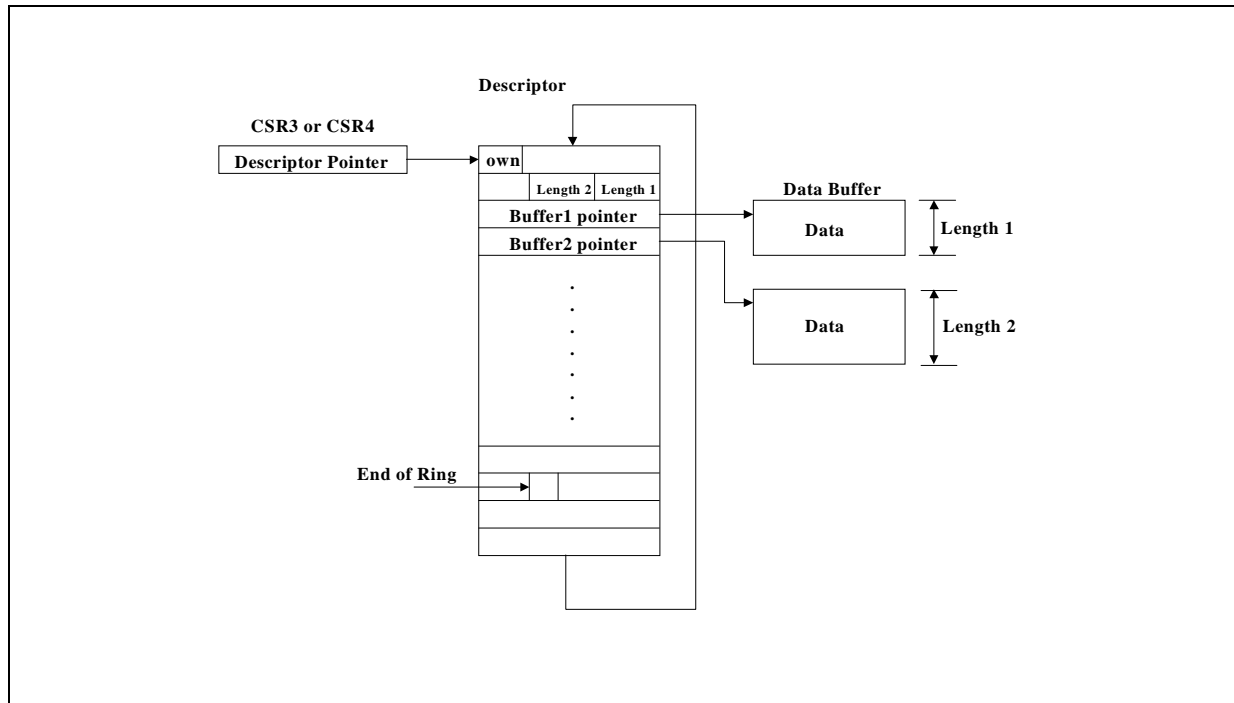 Descriptor
CSR3 or CSR4
Descriptor Pointer
own
Length 2 Length 1
Data Buffer
Buffer1 pointer
Data
Length 1
Buffer2 pointer
Data
Length 2
End of Ring